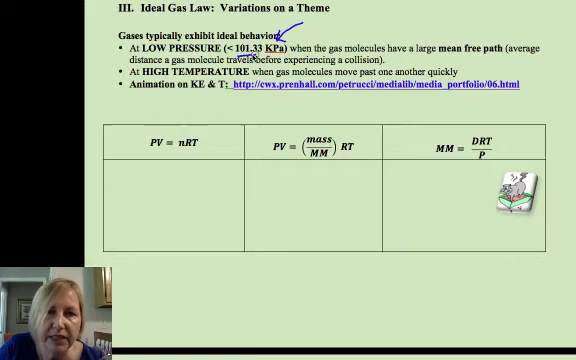 III. Ideal Gas Law: Variations on a Theme
Gases typically exhibit ideal behavior
• At LOW PRESSURE (< 101.33 KPa) when the gas molecules have a large mean free path (average
distance a gas molecule travels before experiencing a collision).
• At HIGH TEMPERATURE when gas molecules move past one another quickly
• Animation on KE & T: http://cwx.prenhall.com/petrucci/medialib/media_portfolio/06.html
PV = nRT
PV = (mass/MM) RT
MM = DRT/P